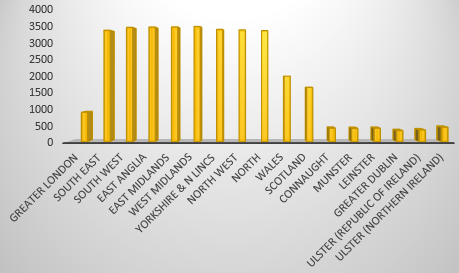 4000
3500
3000
2500
2000
1500
1000
500
0
GREATER LONDON
SOUTH EAST
SOUTH WEST
EAST ANGLIA
EAST MIDLANDS
WEST MIDLANDS
YORKSHIRE & N LINCS
NORTH WEST
NORTH
WALES
SCOTLAND
CONNAUGHT
MUNSTER
LEINSTER
GREATER DUBLIN
ULSTER (REPUBLIC OF IRELAND)
ULSTER (NORTHERN IRELAND)